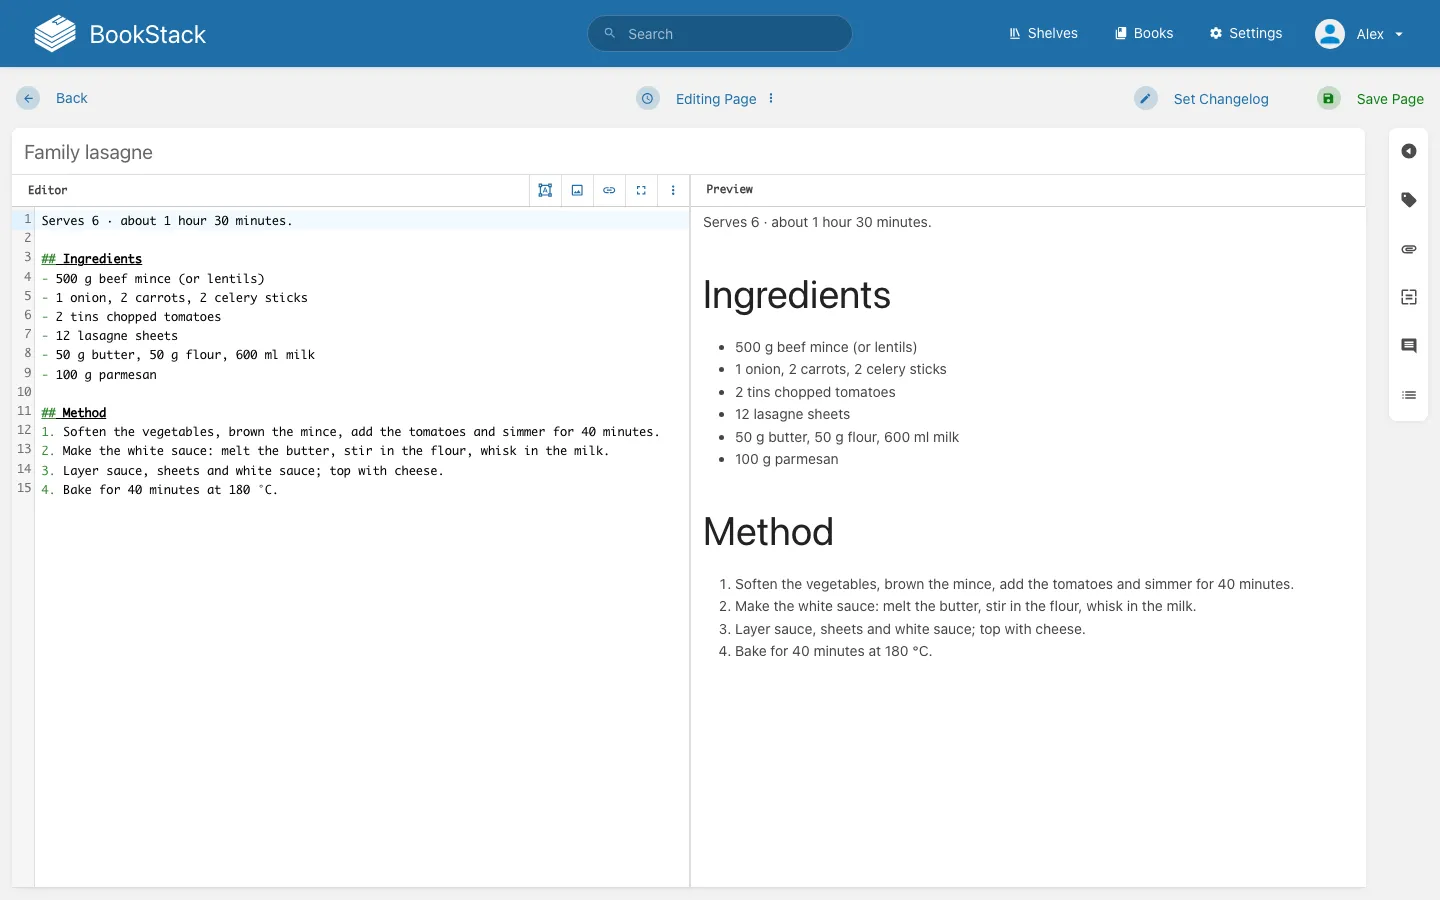 BookStack
Search
Shelves
Books
Settings
Alex
Back
Editing Page
Set Changelog
Save Page
Family lasagne
Editor
1 Serves 6 · about 1 hour 30 minutes.
2
3 ## Ingredients
4 - 500 g beef mince (or lentils)
5 - 1 onion, 2 carrots, 2 celery sticks
6 - 2 tins chopped tomatoes
7 - 12 lasagne sheets
8 - 50 g butter, 50 g flour, 600 ml milk
9 - 100 g parmesan
10
11 ## Method
12 1. Soften the vegetables, brown the mince, add the tomatoes and simmer for 40 minutes.
13 2. Make the white sauce: melt the butter, stir in the flour, whisk in the milk.
14 3. Layer sauce, sheets and white sauce; top with cheese.
15 4. Bake for 40 minutes at 180 °C.
Preview
Serves 6 · about 1 hour 30 minutes.
Ingredients
• 500 g beef mince (or lentils)
• 1 onion, 2 carrots, 2 celery sticks
• 2 tins chopped tomatoes
• 12 lasagne sheets
• 50 g butter, 50 g flour, 600 ml milk
• 100 g parmesan
Method
1. Soften the vegetables, brown the mince, add the tomatoes and simmer for 40 minutes.
2. Make the white sauce: melt the butter, stir in the flour, whisk in the milk.
3. Layer sauce, sheets and white sauce; top with cheese.
4. Bake for 40 minutes at 180 °C.